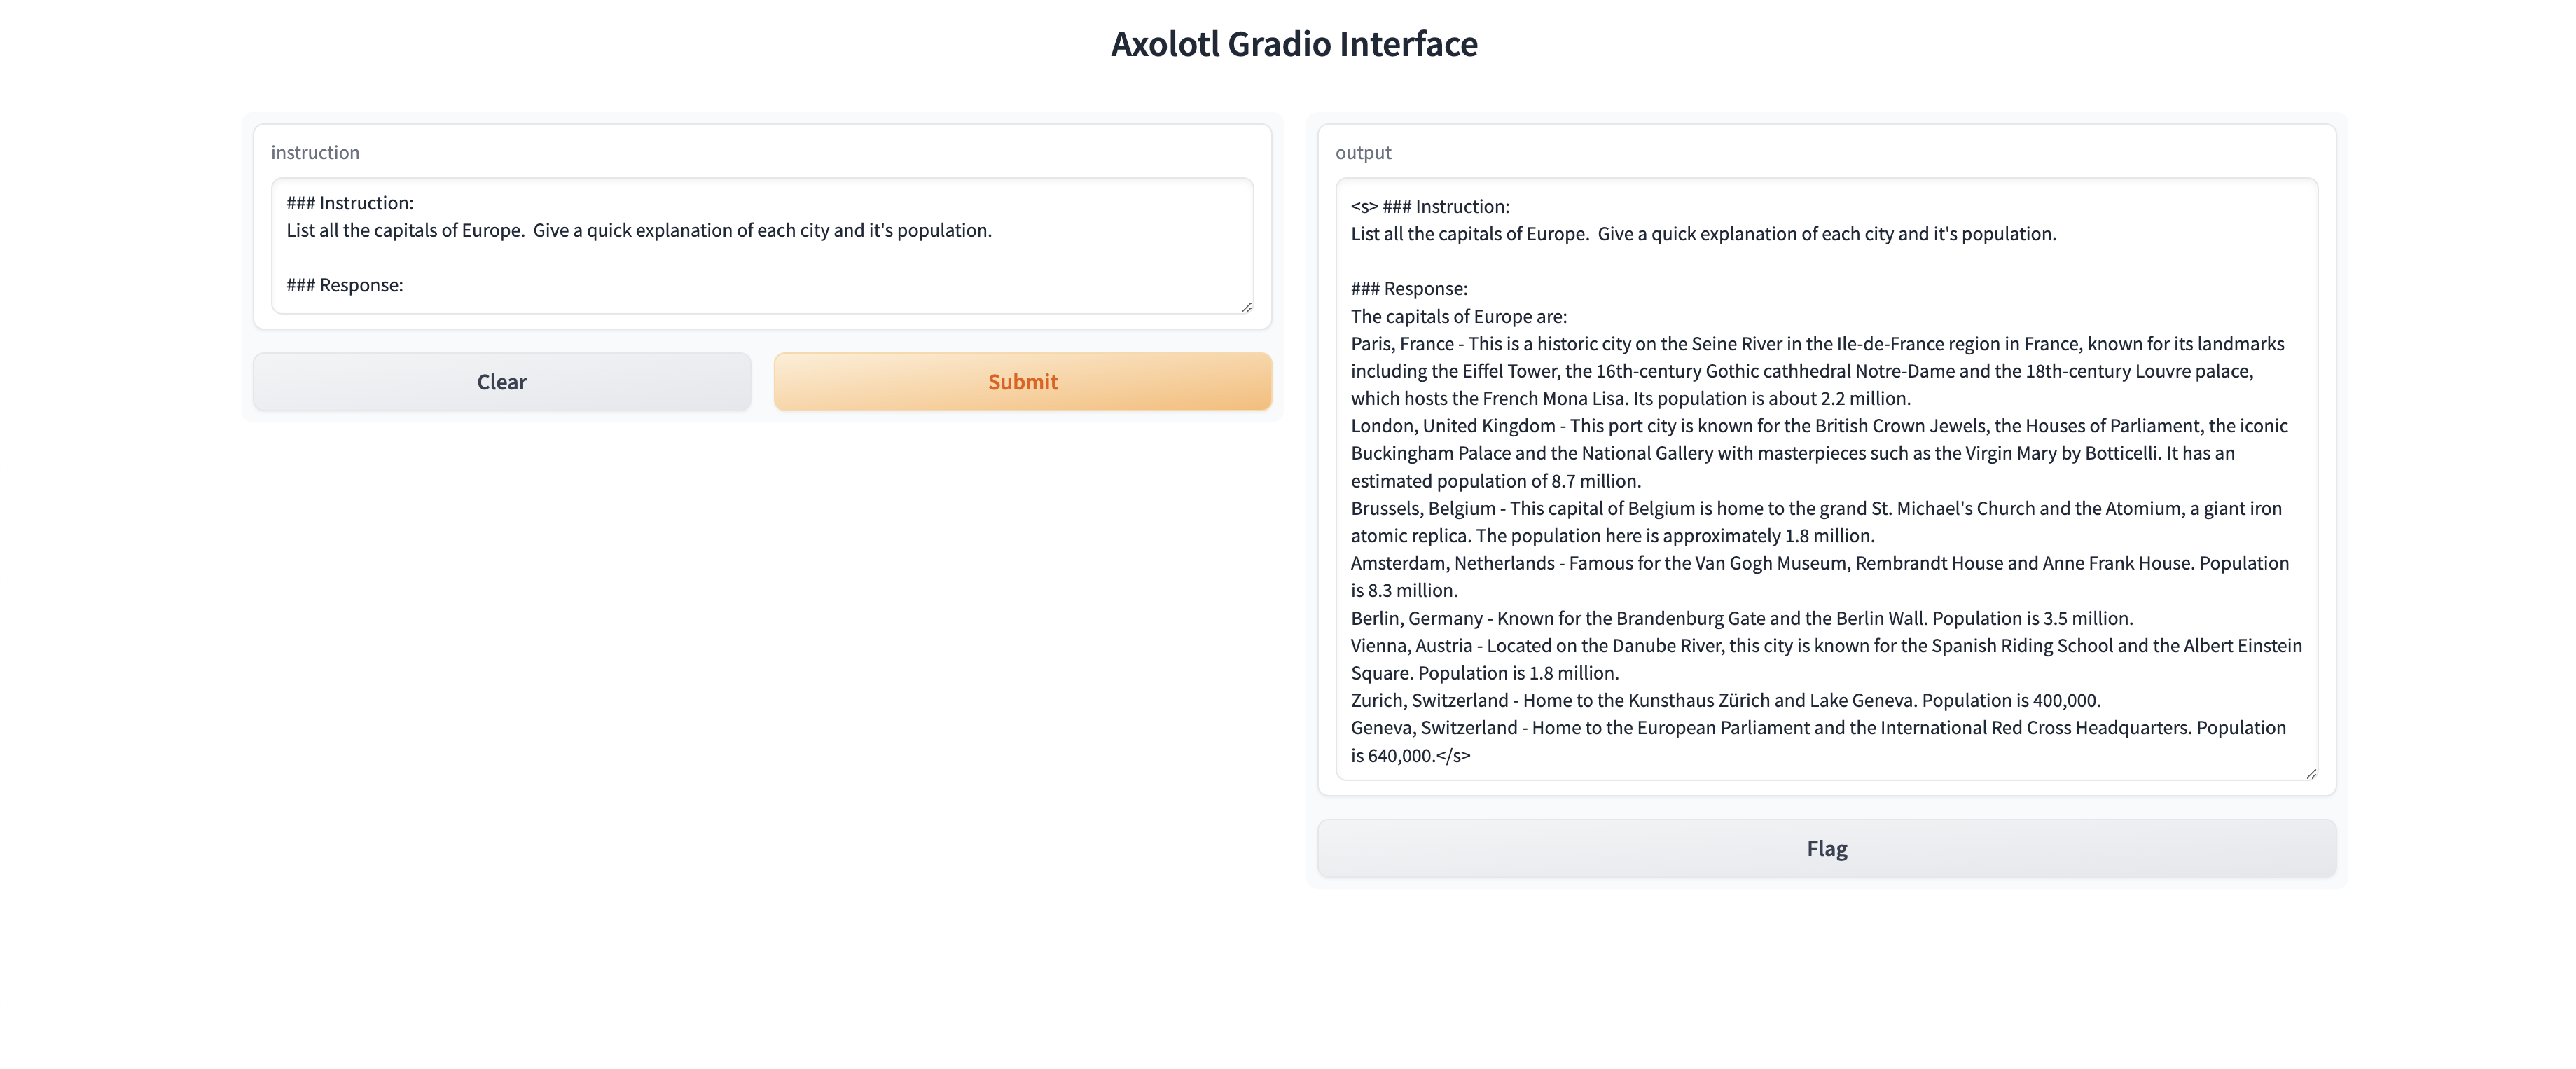 Axolotl Gradio Interface
instruction
### Instruction:
List all the capitals of Europe.  Give a quick explanation of each city and it's population.
### Response:
Clear
Submit
output
<s> ### Instruction:
List all the capitals of Europe.  Give a quick explanation of each city and it's population.
### Response:
The capitals of Europe are:
Paris, France - This is a historic city on the Seine River in the Ile-de-France region in France, known for its landmarks
including the Eiffel Tower, the 16th-century Gothic cathhedral Notre-Dame and the 18th-century Louvre palace,
which hosts the French Mona Lisa. Its population is about 2.2 million.
London, United Kingdom - This port city is known for the British Crown Jewels, the Houses of Parliament, the iconic
Buckingham Palace and the National Gallery with masterpieces such as the Virgin Mary by Botticelli. It has an
estimated population of 8.7 million.
Brussels, Belgium - This capital of Belgium is home to the grand St. Michael's Church and the Atomium, a giant iron
atomic replica. The population here is approximately 1.8 million.
Amsterdam, Netherlands - Famous for the Van Gogh Museum, Rembrandt House and Anne Frank House. Population
is 8.3 million.
Berlin, Germany - Known for the Brandenburg Gate and the Berlin Wall. Population is 3.5 million.
Vienna, Austria - Located on the Danube River, this city is known for the Spanish Riding School and the Albert Einstein
Square. Population is 1.8 million.
Zurich, Switzerland - Home to the Kunsthaus Zürich and Lake Geneva. Population is 400,000.
Geneva, Switzerland - Home to the European Parliament and the International Red Cross Headquarters. Population
is 640,000.</s>
Flag